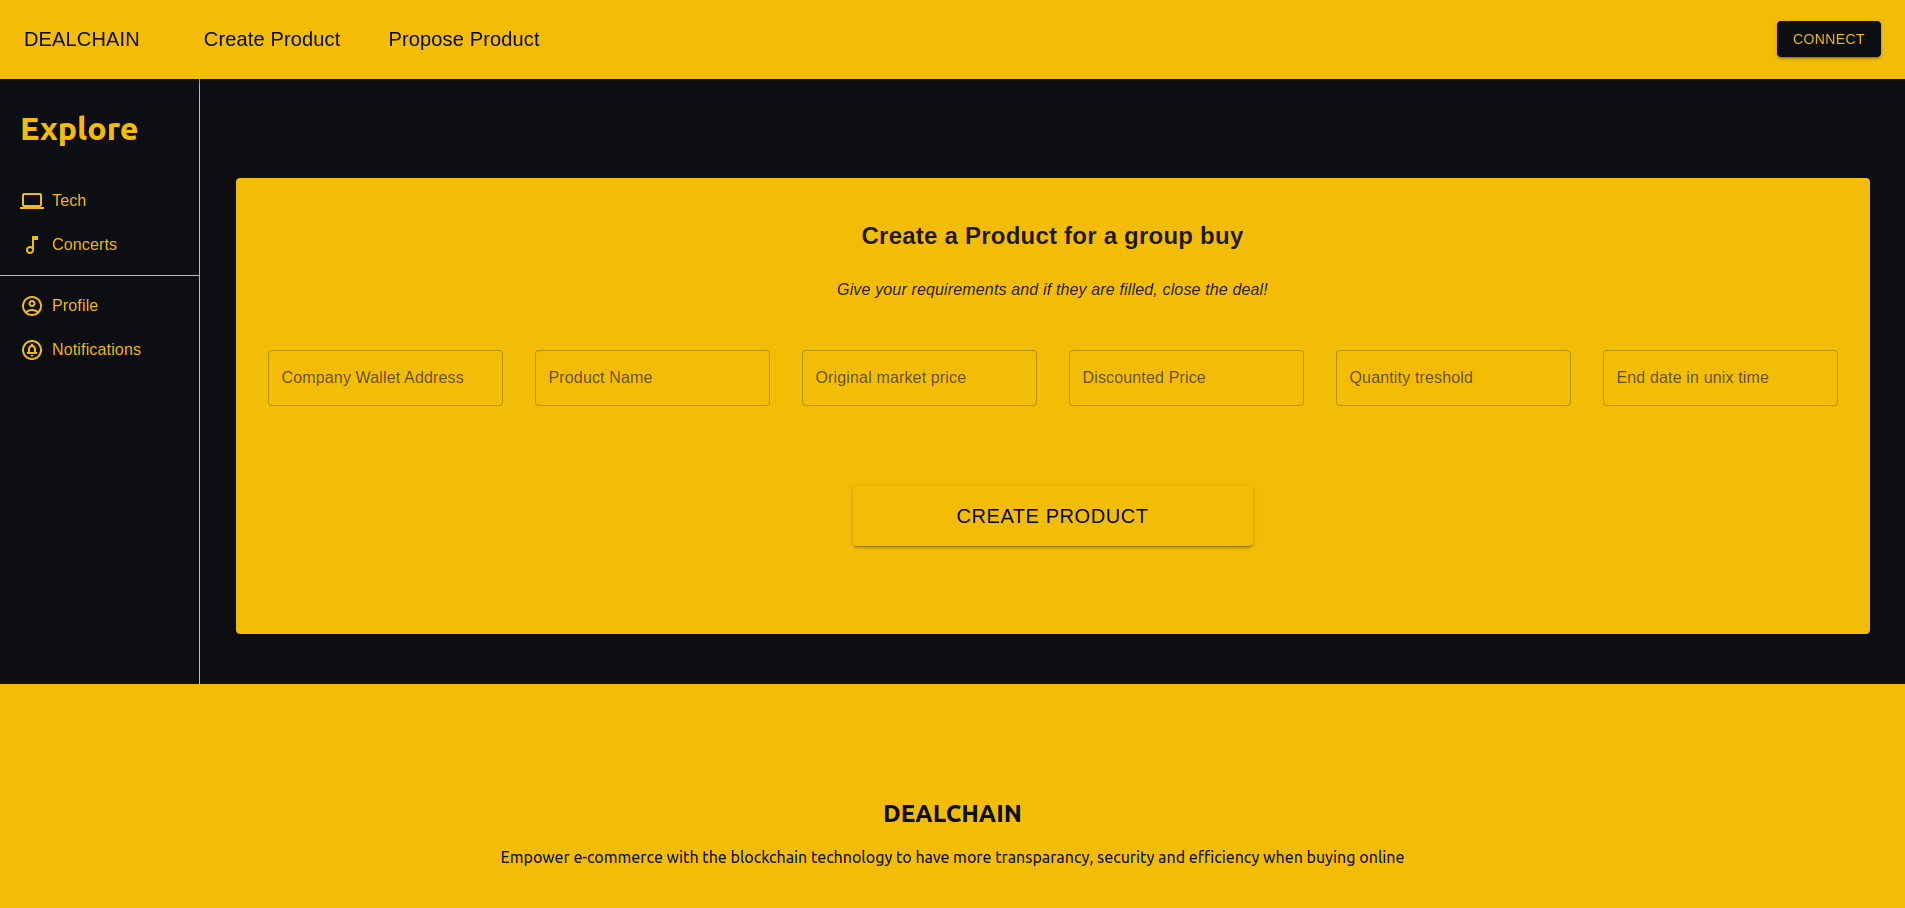 DEALCHAIN Create Product Propose Product CONNECT
Explore
Tech
Concerts
Profile
Notifications
Create a Product for a group buy
Give your requirements and if they are filled, close the deal!
Company Wallet Address Product Name Original market price Discounted Price Quantity treshold End date in unix time
CREATE PRODUCT
DEALCHAIN
Empower e-commerce with the blockchain technology to have more transparancy, security and efficiency when buying online